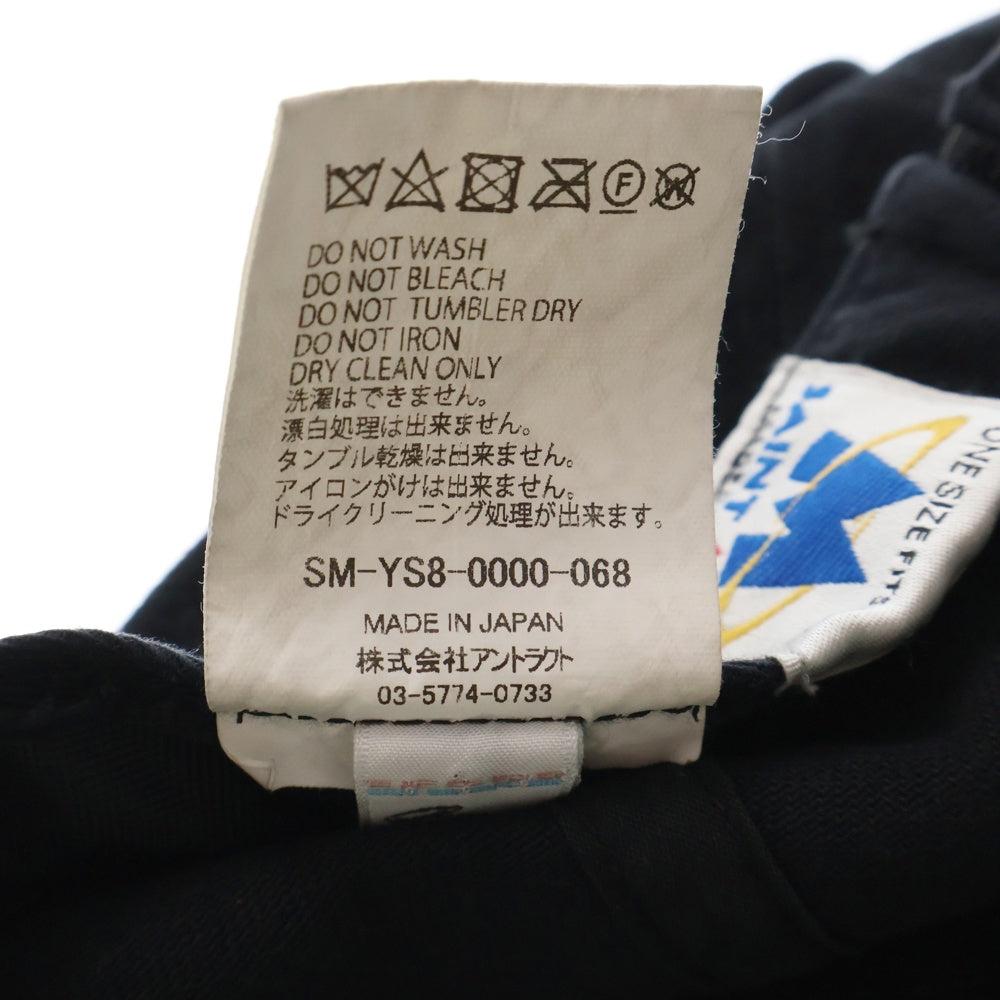 F
W
DO NOT WASH
DO NOT BLEACH
DO NOT TUMBLER DRY
DO NOT IRON
DRY CLEAN ONLY
洗濯はできません。
漂白処理は出来ません。
タンブル乾燥は出来ません。
アイロンがけは出来ません。
ドライクリーニング処理が出来ます。
SM-YS8-0000-068
MADE IN JAPAN
株式会社アントラクト
03-5774-0733
SAINT
ONE SIZE FITS